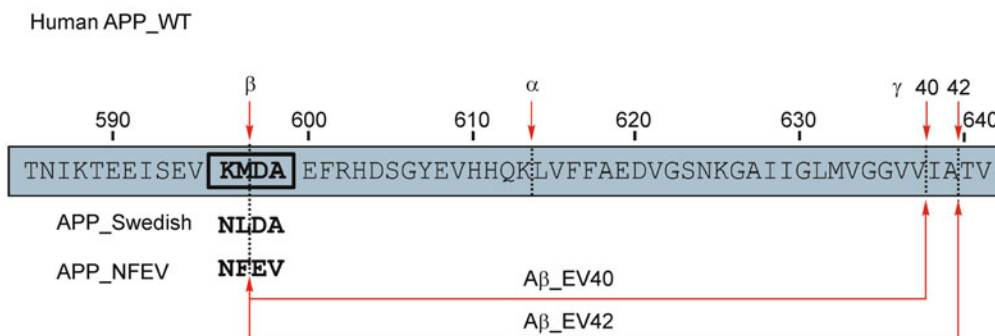 Human APP_WT
β α γ 40 42
590 600 610 620 630 640
TNIKTEEISEV KMDA EFRHDSGYEVHHQKLVFFAEDVGSNKGAIIGLMVGGVVIATV
APP_Swedish NLDA
APP_NFEV NFEV
Aβ_EV40
Aβ_EV42